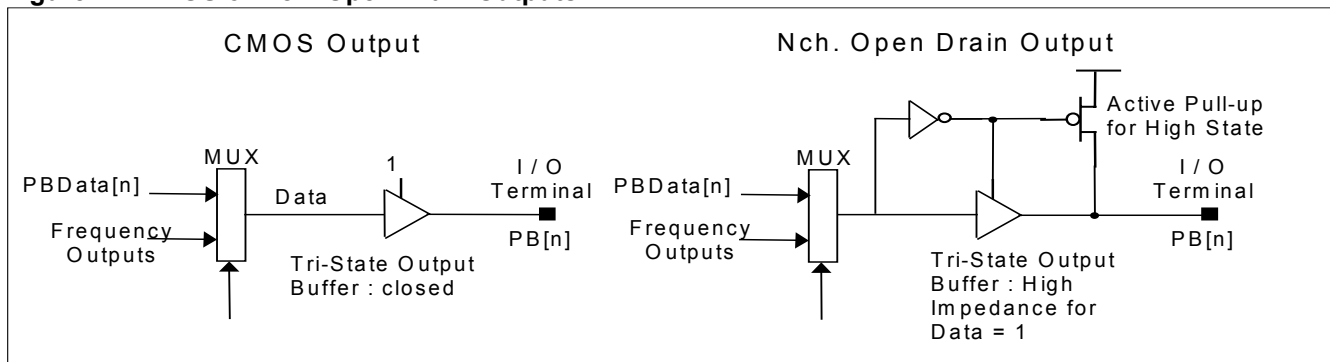 CMOS Output
Nch. Open Drain Output
MUX
1
I / O
Terminal
PBData[n]
Data
Frequency
Outputs
PB[n]
Tri-State Output
Buffer : closed
Active Pull-up
for High State
MUX
I / O
Terminal
PBData[n]
Frequency
Outputs
PB[n]
Tri-State Output
Buffer : High
Impedance for
Data = 1